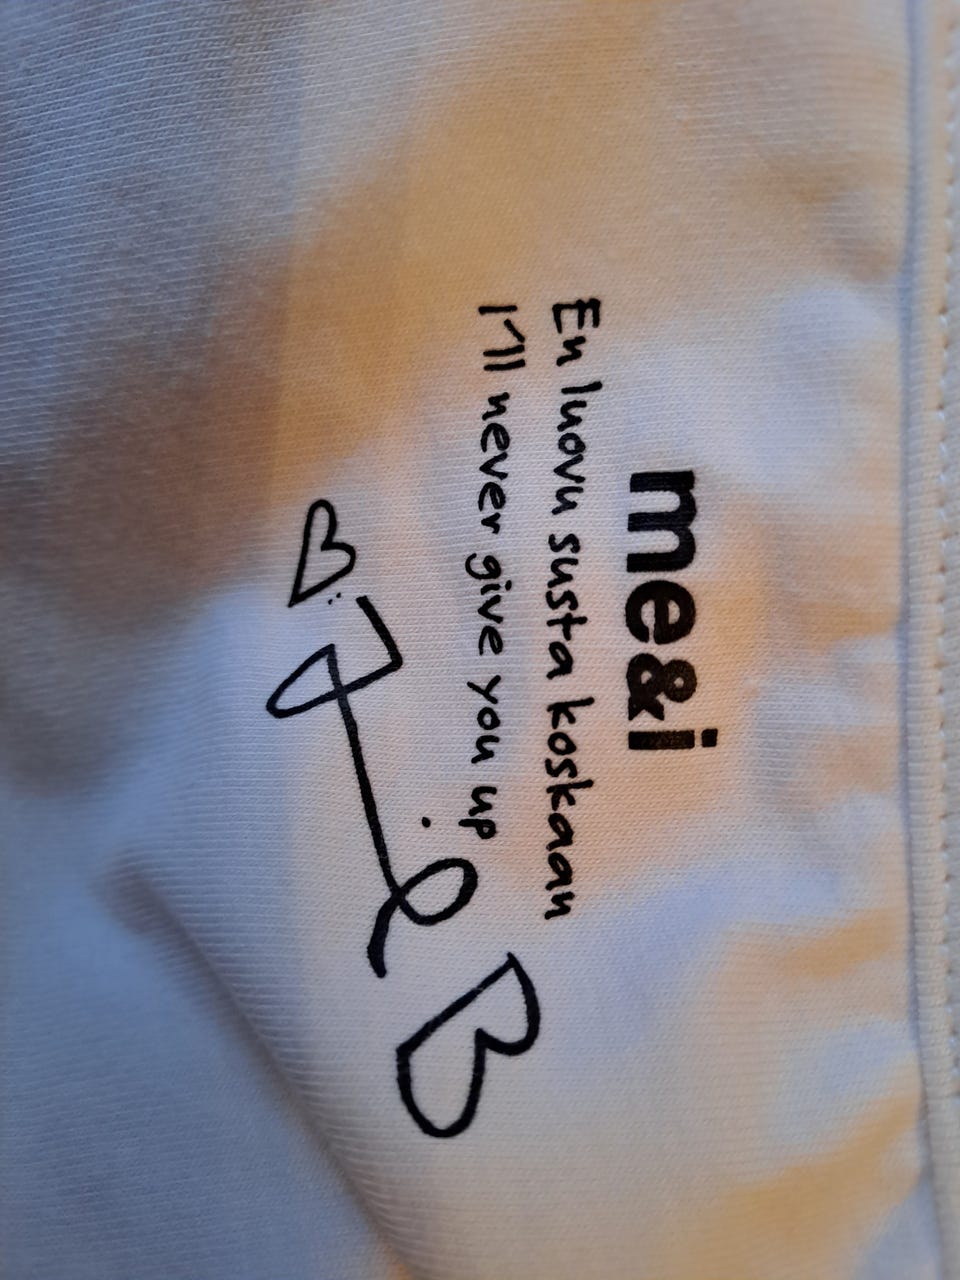 me&i
En luovu susta koskaan
I'll never give you up